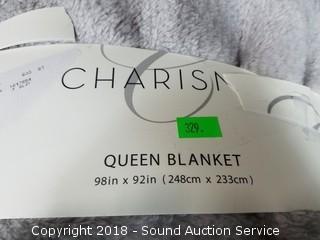 CHARISM
329.
QUEEN BLANKET
98in x 92in (248cm x 233cm)
Copyright 2018 - Sound Auction Service